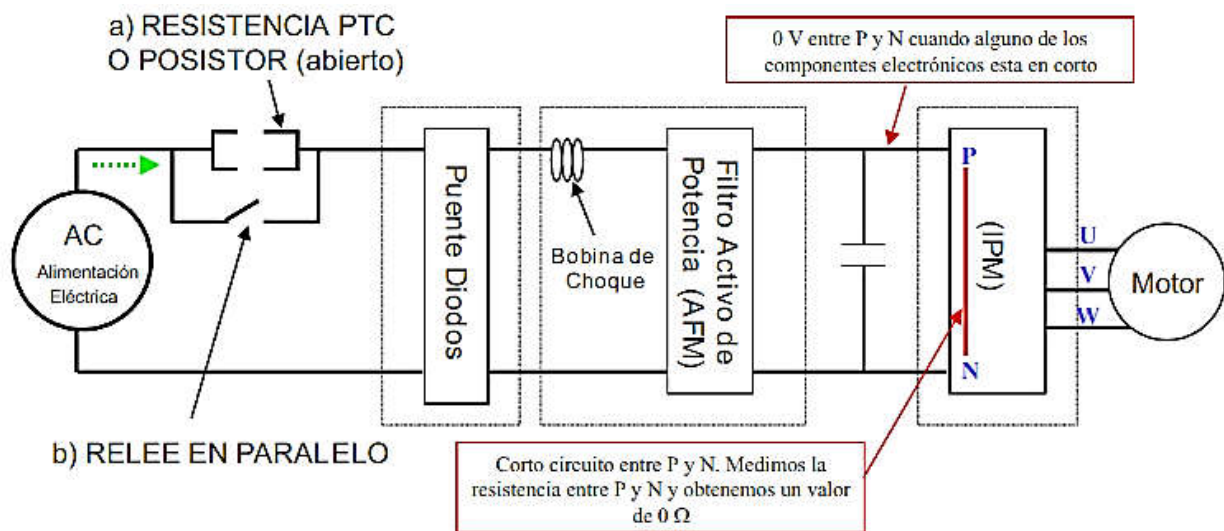 a) RESISTENCIA PTC
O POSISTOR (abierto)
0 V entre P y N cuando alguno de los
componentes electrónicos esta en corto
AC
Alimentación
Eléctrica
Puente Diodos
Bobina de
Choque
Filtro Activo de
Potencia (AFM)
P
(IPM)
N
U
V
W
Motor
b) RELEE EN PARALELO
Corto circuito entre P y N. Medimos la
resistencia entre P y N y obtenemos un valor
de 0 Ω